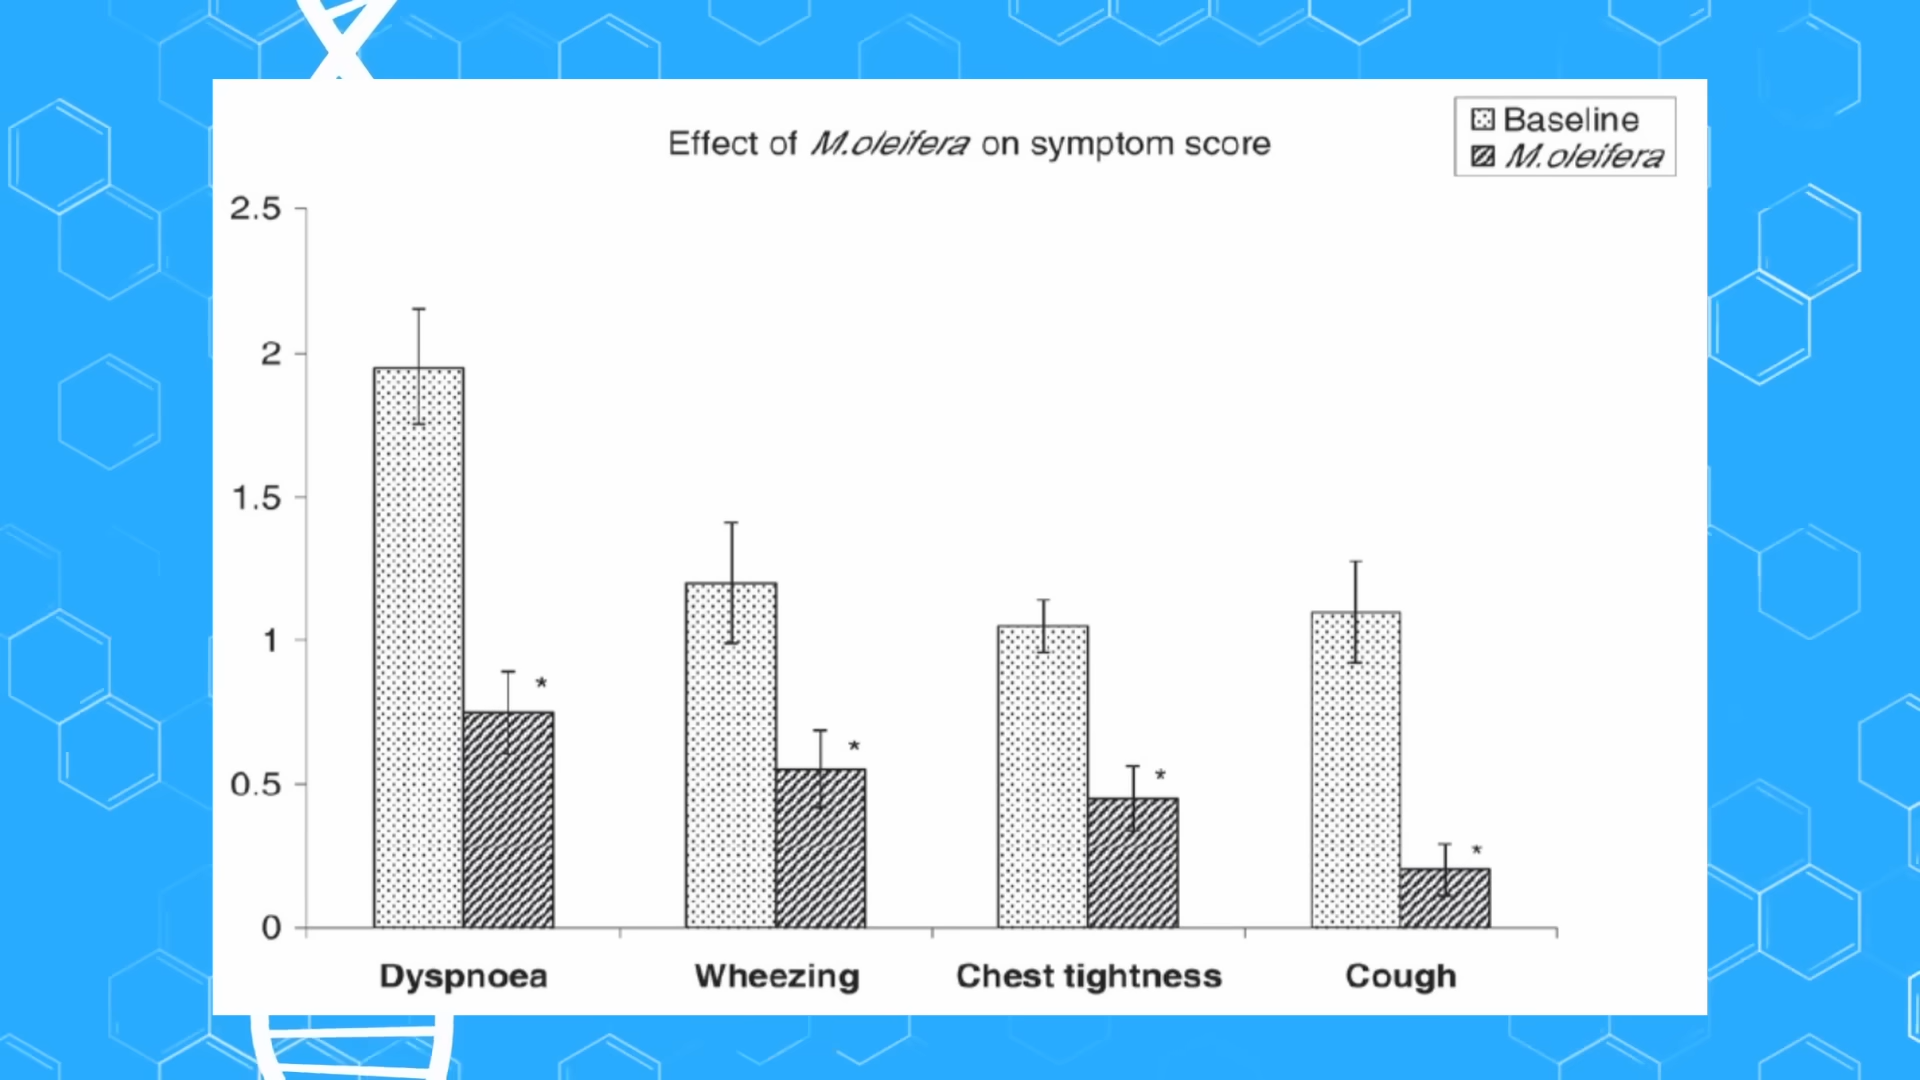 Effect of M.oleifera on symptom score
Baseline
M.oleifera
2.5
2
1.5
1
0.5
0
*
*
*
*
Dyspnoea Wheezing Chest tightness Cough